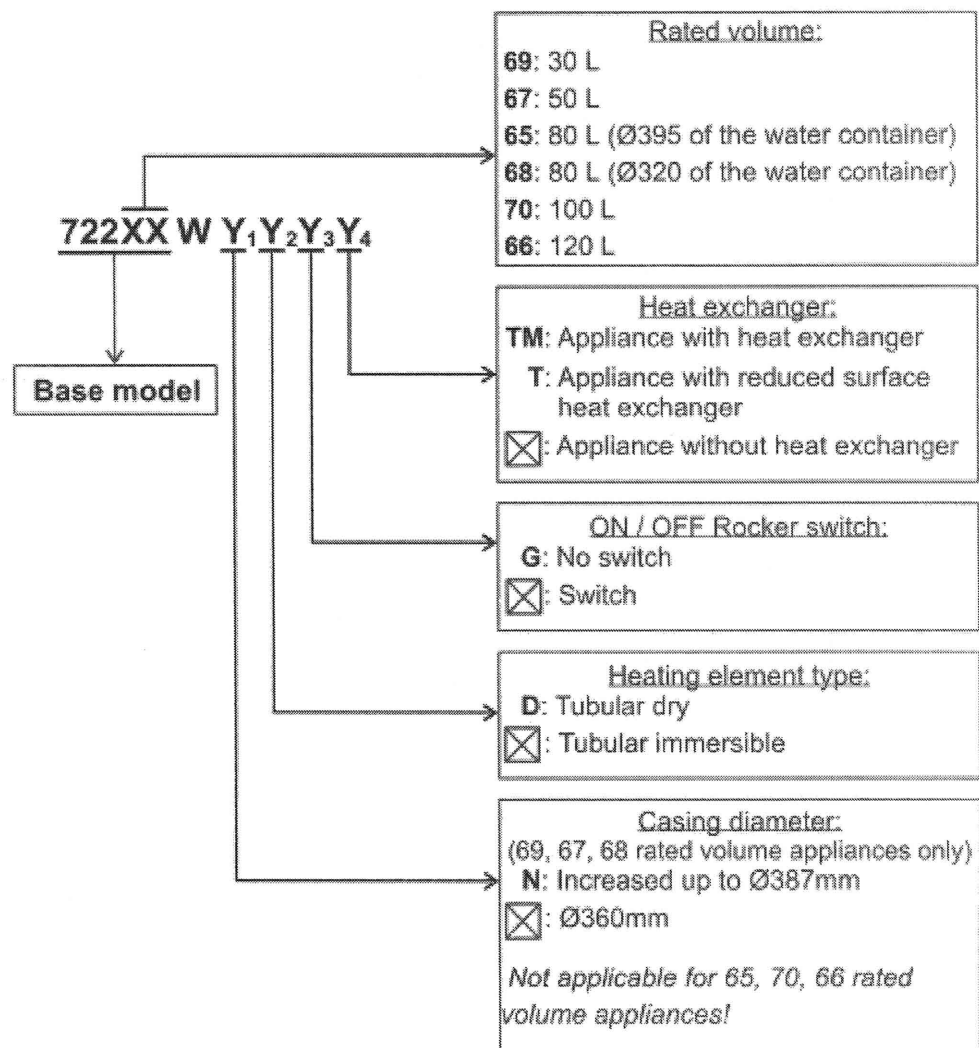 Rated volume:
69: 30 L
67: 50 L
65: 80 L (Ø395 of the water container)
68: 80 L (Ø320 of the water container)
70: 100 L
66: 120 L
722XX W Y₁Y₂Y₃Y₄
Base model
Heat exchanger:
TM: Appliance with heat exchanger
T: Appliance with reduced surface
heat exchanger
☒: Appliance without heat exchanger
ON / OFF Rocker switch:
G: No switch
☒: Switch
Heating element type:
D: Tubular dry
☒: Tubular immersible
Casing diameter:
(69, 67, 68 rated volume appliances only)
N: Increased up to Ø387mm
☒: Ø360mm
Not applicable for 65, 70, 66 rated
volume appliances!